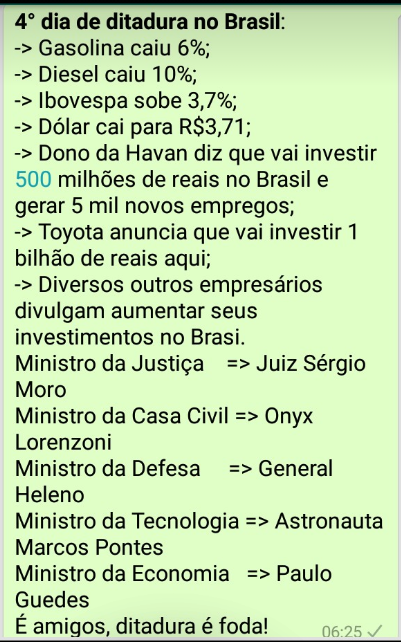 4° dia de ditadura no Brasil:
-> Gasolina caiu 6%;
-> Diesel caiu 10%;
-> Ibovespa sobe 3,7%;
-> Dólar cai para R$3,71;
-> Dono da Havan diz que vai investir
500 milhões de reais no Brasil e
gerar 5 mil novos empregos;
-> Toyota anuncia que vai investir 1
bilhão de reais aqui;
-> Diversos outros empresários
divulgam aumentar seus
investimentos no Brasi.
Ministro da Justiça => Juiz Sérgio
Moro
Ministro da Casa Civil => Onyx
Lorenzoni
Ministro da Defesa => General
Heleno
Ministro da Tecnologia => Astronauta
Marcos Pontes
Ministro da Economia => Paulo
Guedes
É amigos, ditadura é foda!
06:25